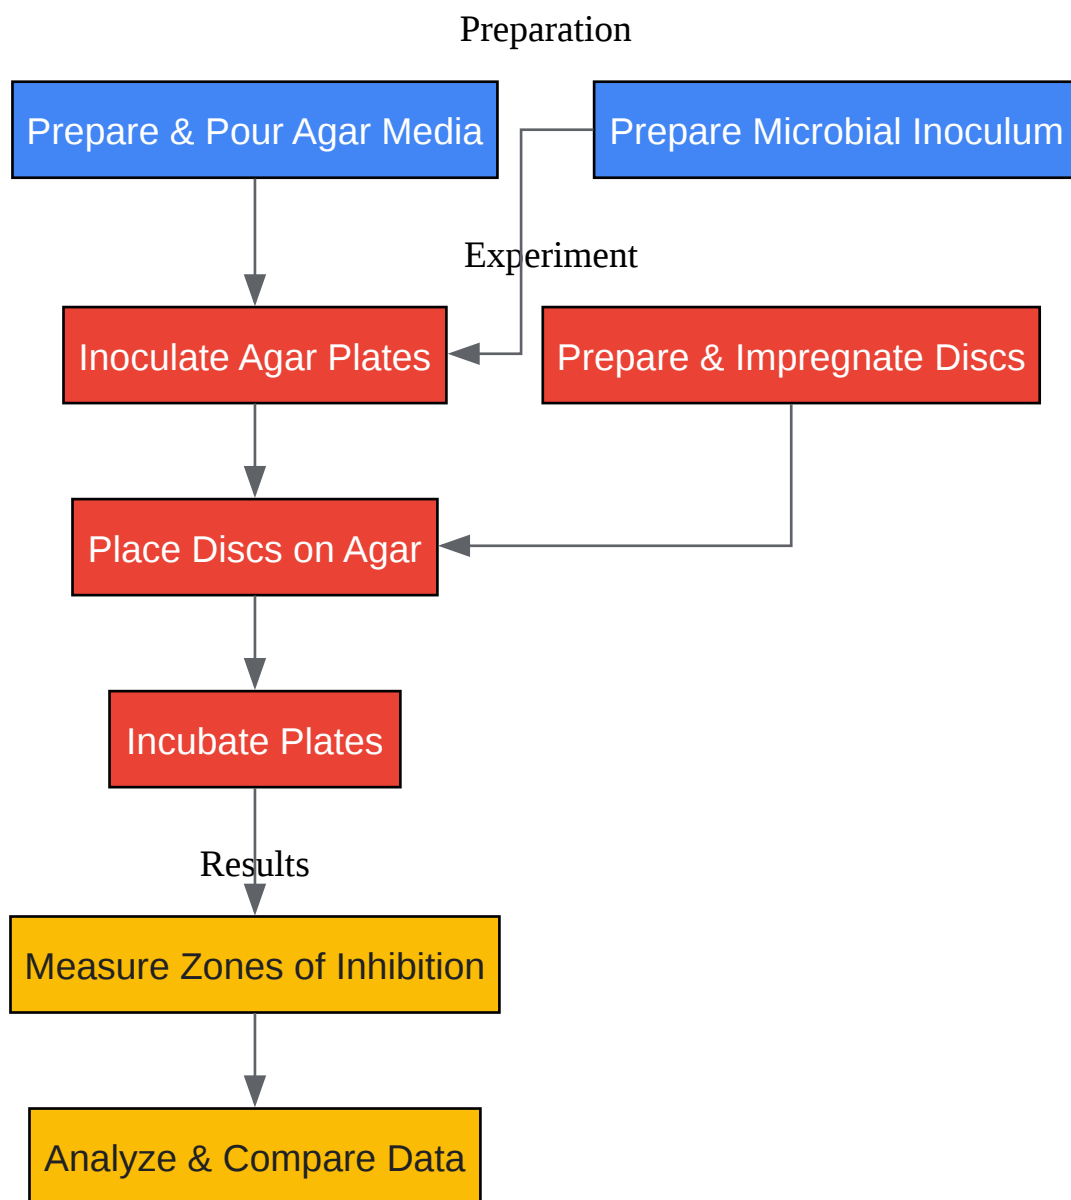 Preparation
Prepare & Pour Agar Media
Prepare Microbial Inoculum
Experiment
Inoculate Agar Plates
Prepare & Impregnate Discs
Place Discs on Agar
Incubate Plates
Results
Measure Zones of Inhibition
Analyze & Compare Data